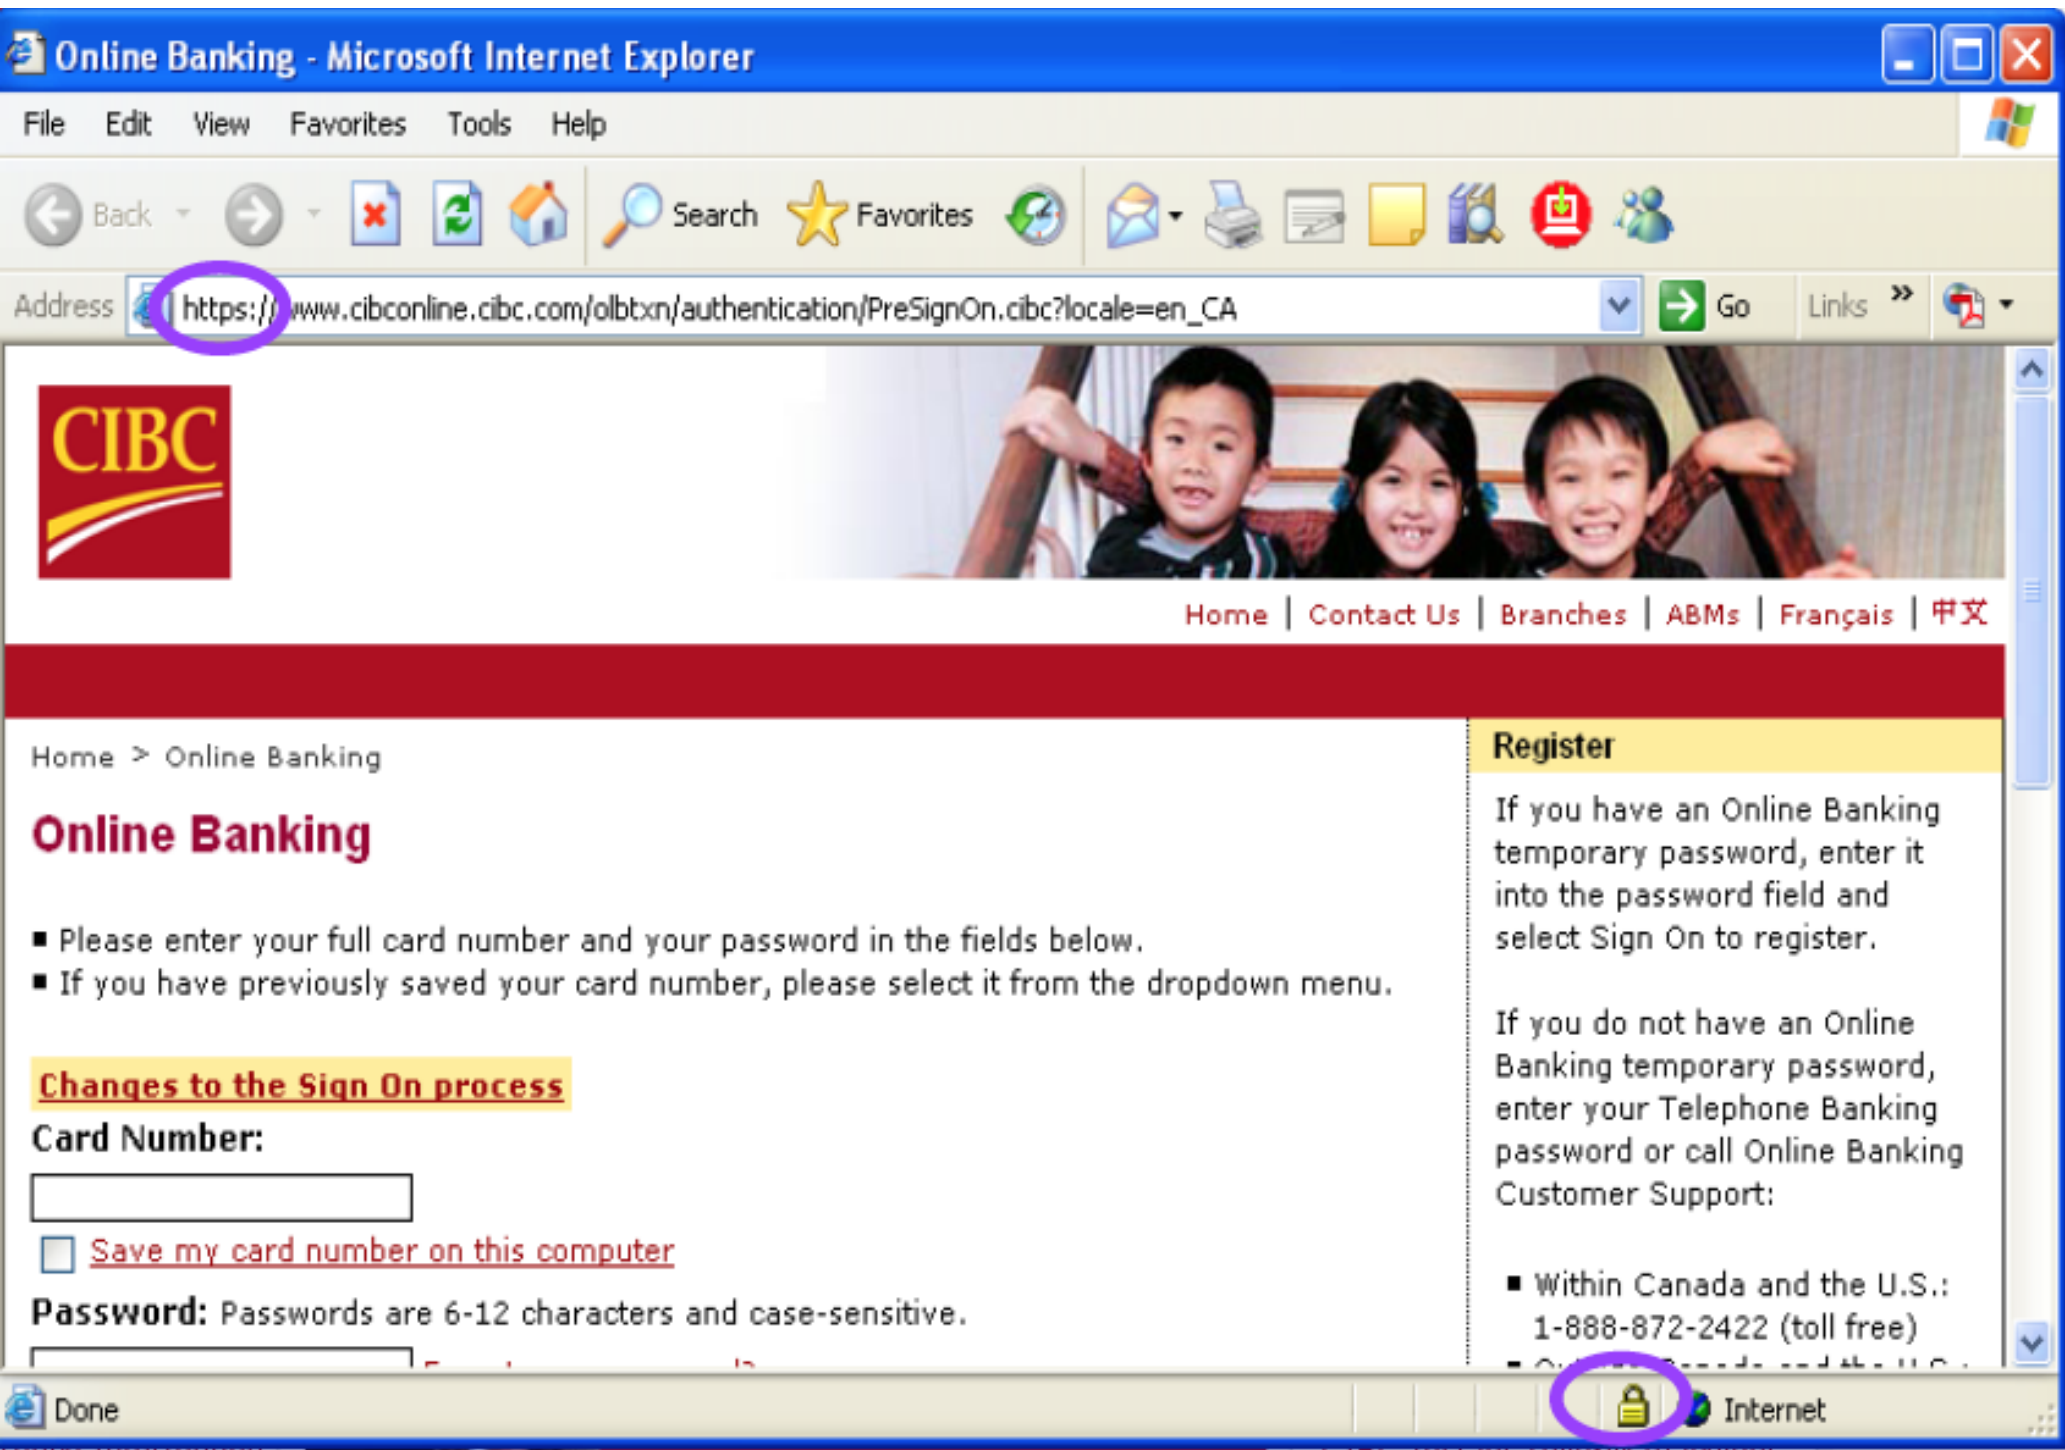 Online Banking - Microsoft Internet Explorer
File Edit View Favorites Tools Help
Back Search Favorites
Address https://www.cibconline.cibc.com/olbtxn/authentication/PreSignOn.cibc?locale=en_CA Go Links »
CIBC
Home | Contact Us | Branches | ABMs | Français | 中文
Home > Online Banking
Online Banking
▪ Please enter your full card number and your password in the fields below.
▪ If you have previously saved your card number, please select it from the dropdown menu.
Changes to the Sign On process
Card Number:
Save my card number on this computer
Password: Passwords are 6-12 characters and case-sensitive.
Register
If you have an Online Banking
temporary password, enter it
into the password field and
select Sign On to register.
If you do not have an Online
Banking temporary password,
enter your Telephone Banking
password or call Online Banking
Customer Support:
▪ Within Canada and the U.S.:
1-888-872-2422 (toll free)
Canada and the U.S.:
Done
Internet